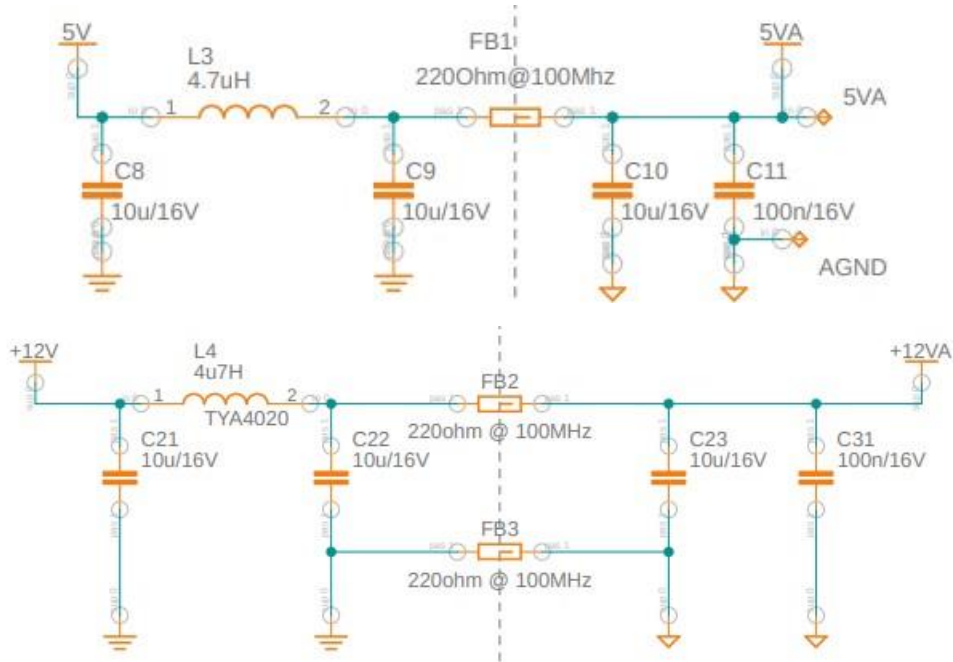 5V
L3
4.7uH
FB1
220Ohm@100Mhz
5VA
5VA
1
2
C8
10u/16V
C9
10u/16V
C10
10u/16V
C11
100n/16V
AGND
+12V
L4
4u7H
1
2
TYA4020
FB2
220ohm @ 100MHz
+12VA
C21
10u/16V
C22
10u/16V
C23
10u/16V
C31
100n/16V
FB3
220ohm @ 100MHz